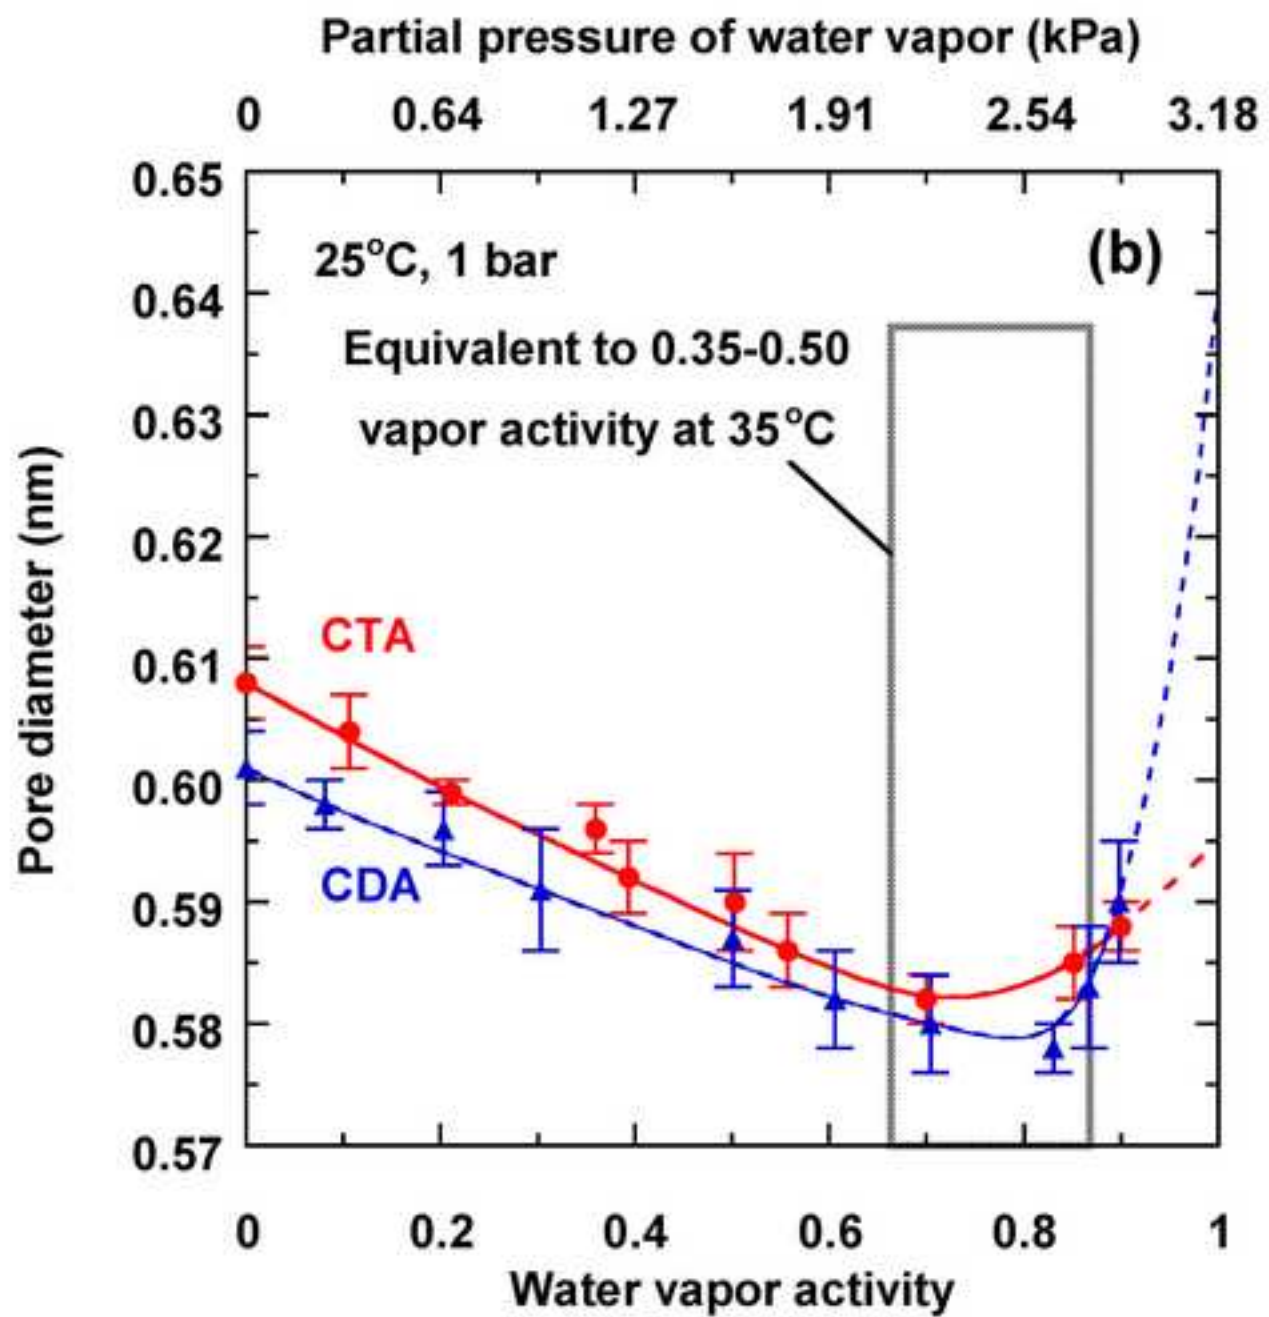 Partial pressure of water vapor (kPa)
0 0.64 1.27 1.91 2.54 3.18
0.65
25°C, 1 bar
(b)
0.64
Equivalent to 0.35-0.50
vapor activity at 35°C
0.63
0.62
CTA
0.61
0.60
CDA
0.59
0.58
0.57
Pore diameter (nm)
0 0.2 0.4 0.6 0.8 1
Water vapor activity